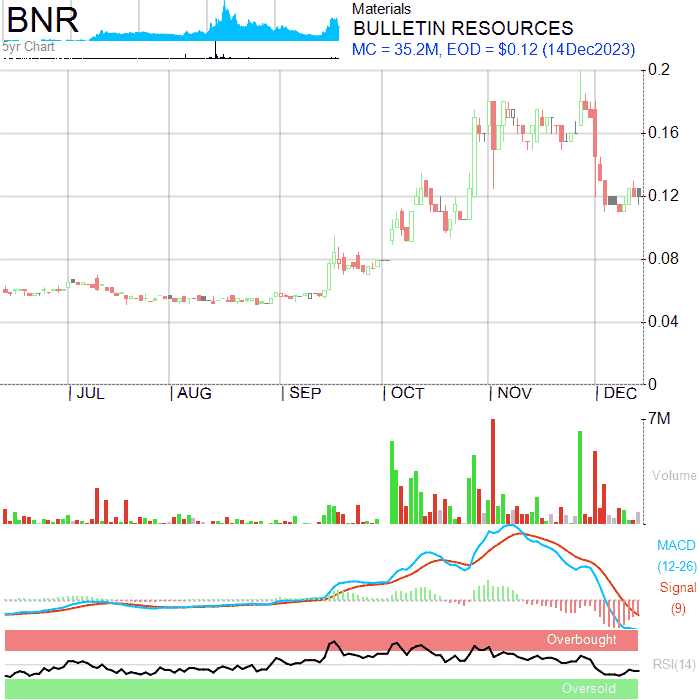 BNR
5yr Chart
Materials
BULLETIN RESOURCES
MC = 35.2M, EOD = $0.12 (14Dec2023)
0.2
0.16
0.12
0.08
0.04
0
JUL AUG SEP OCT NOV DEC
7M
Volume
MACD
(12-26)
Signal
(9)
Overbought
RSI(14)
Oversold